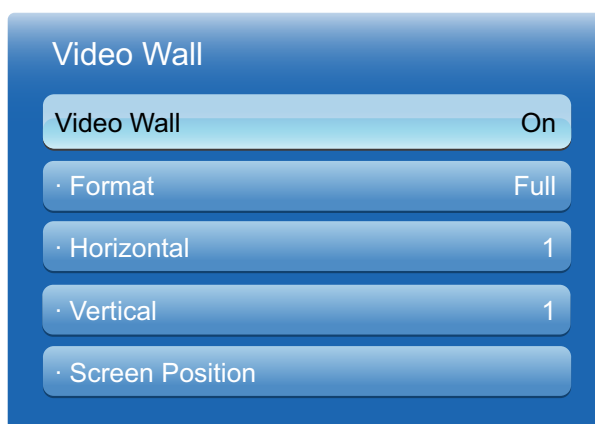 Video Wall
Video Wall On
· Format Full
· Horizontal 1
· Vertical 1
· Screen Position